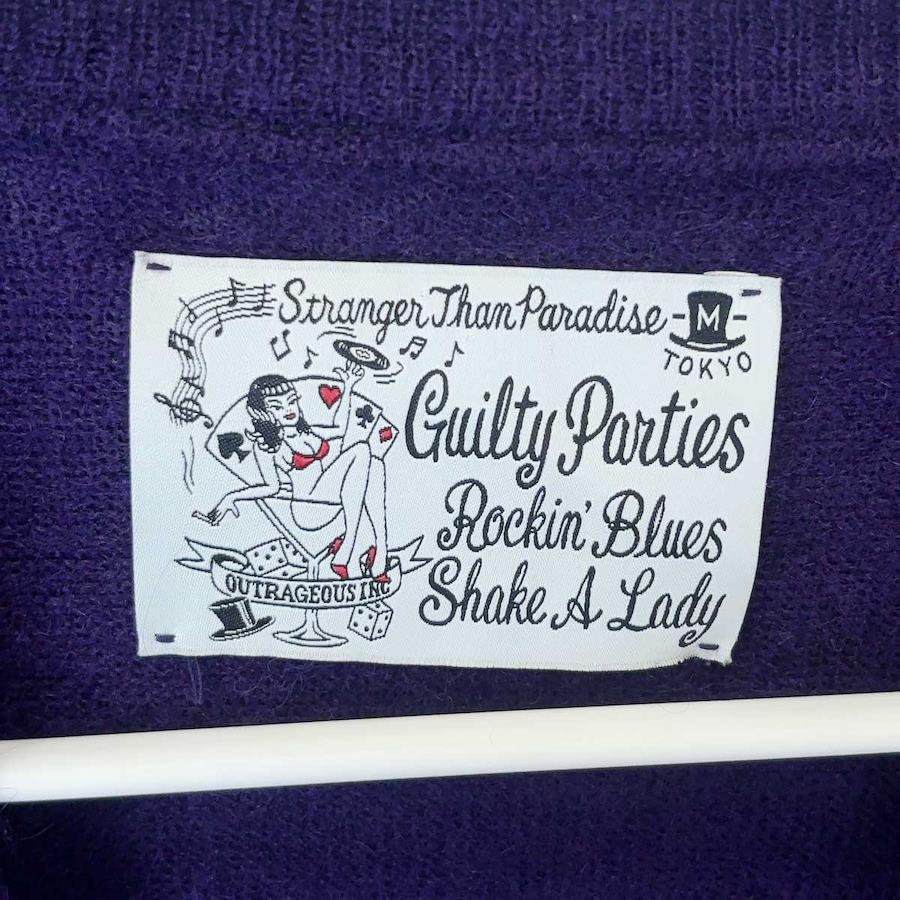 Stranger Than Paradise
M
TOKYO
Guilty Parties
Rockin' Blues
Shake A Lady
OUTRAGEOUS INC